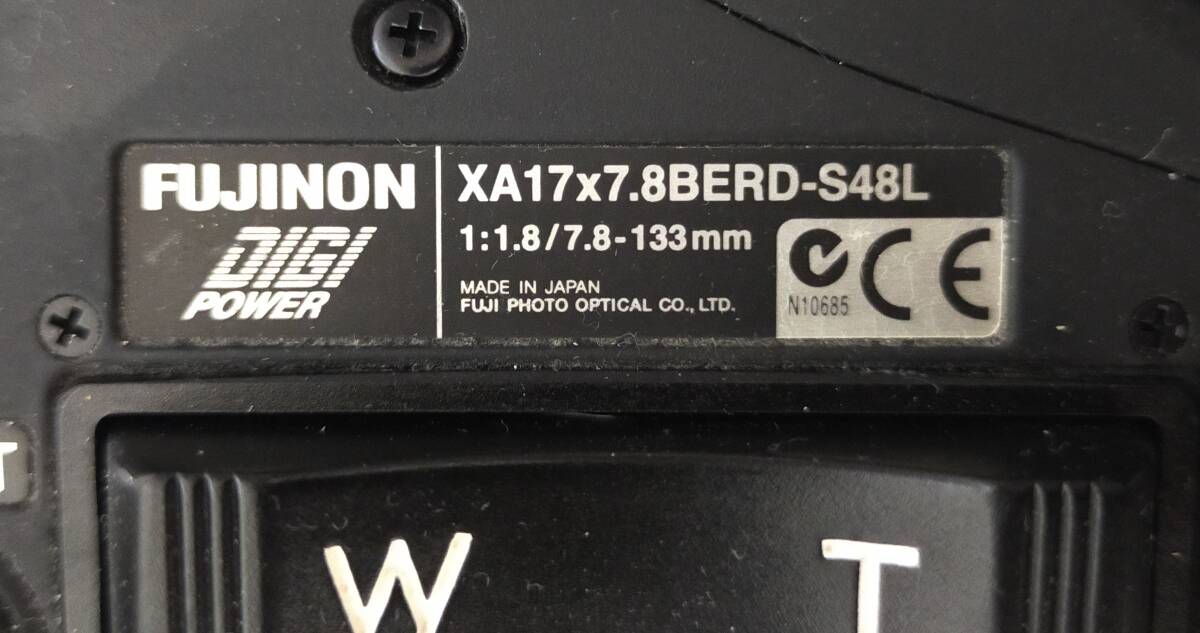 FUJINON
DIGI
POWER
XA17x7.8BERD-S48L
1:1.8/7.8-133mm
MADE IN JAPAN
FUJI PHOTO OPTICAL CO., LTD.
N10685
CE
T
W T